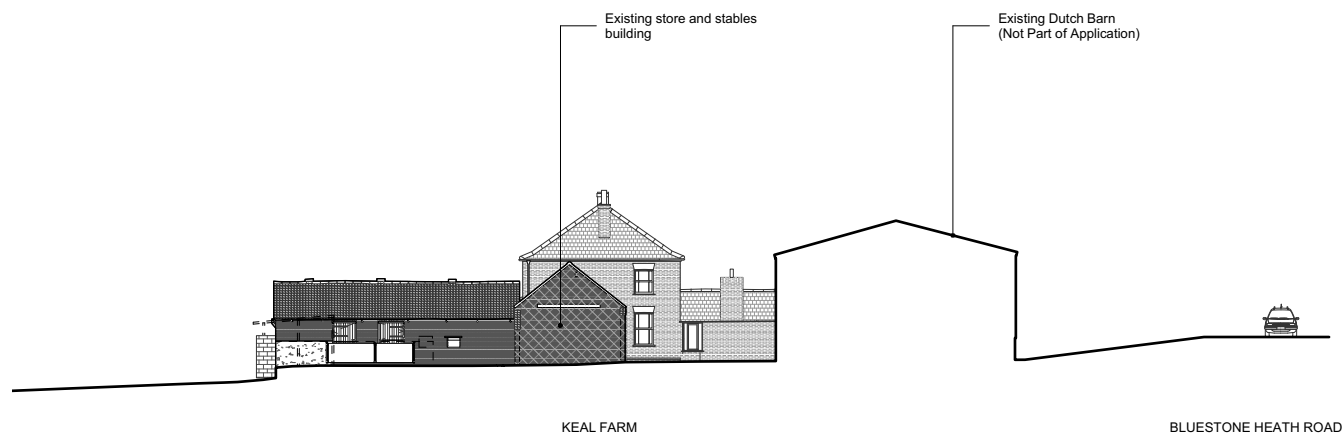 Existing store and stables
building
Existing Dutch Barn
(Not Part of Application)
KEAL FARM
BLUESTONE HEATH ROAD